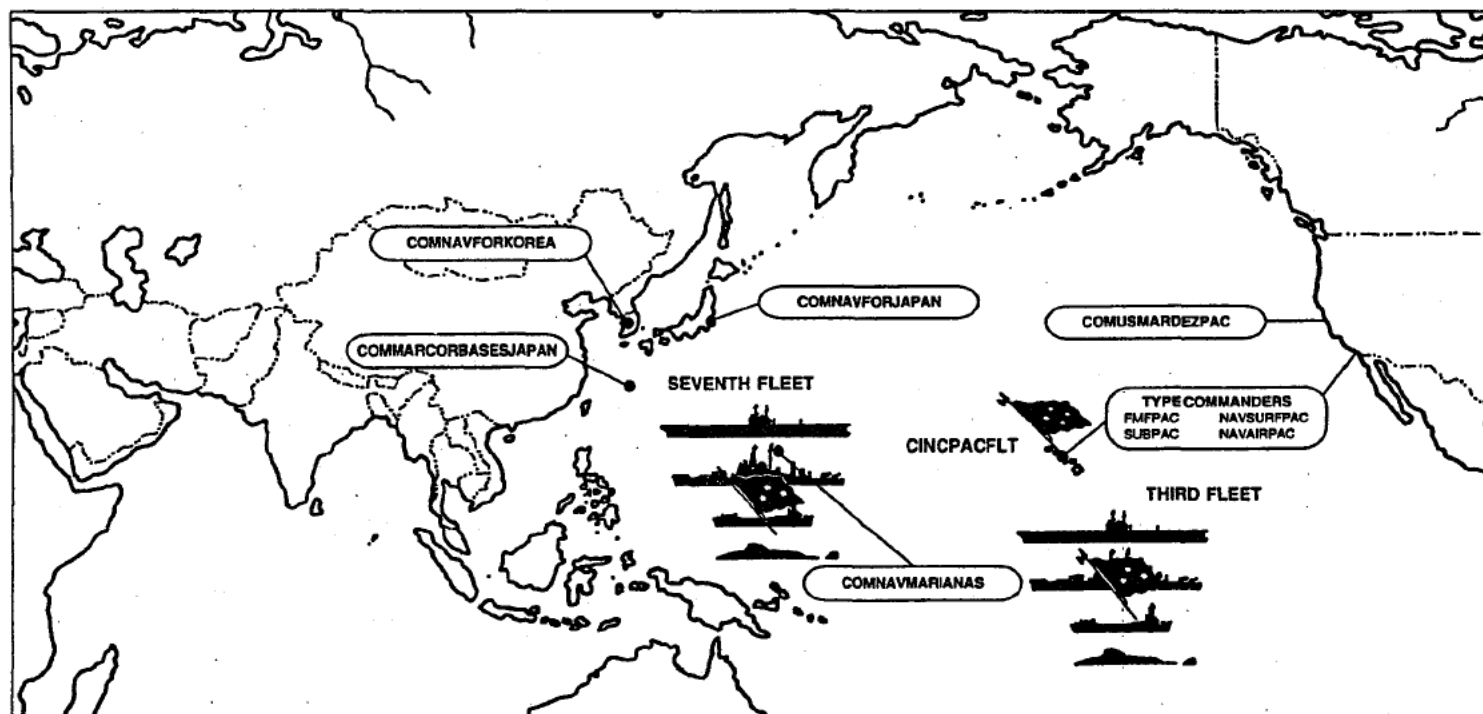 COMNAVFORKOREA
COMNAVFORJAPAN
COMUSMARDEZPAC
COMMARCORBASESJAPAN
SEVENTH FLEET
TYPE COMMANDERS
FMFPAC NAVSURFPAC
SUBPAC NAVAIRPAC
CINCPACFLT
THIRD FLEET
COMNAVMARIANAS